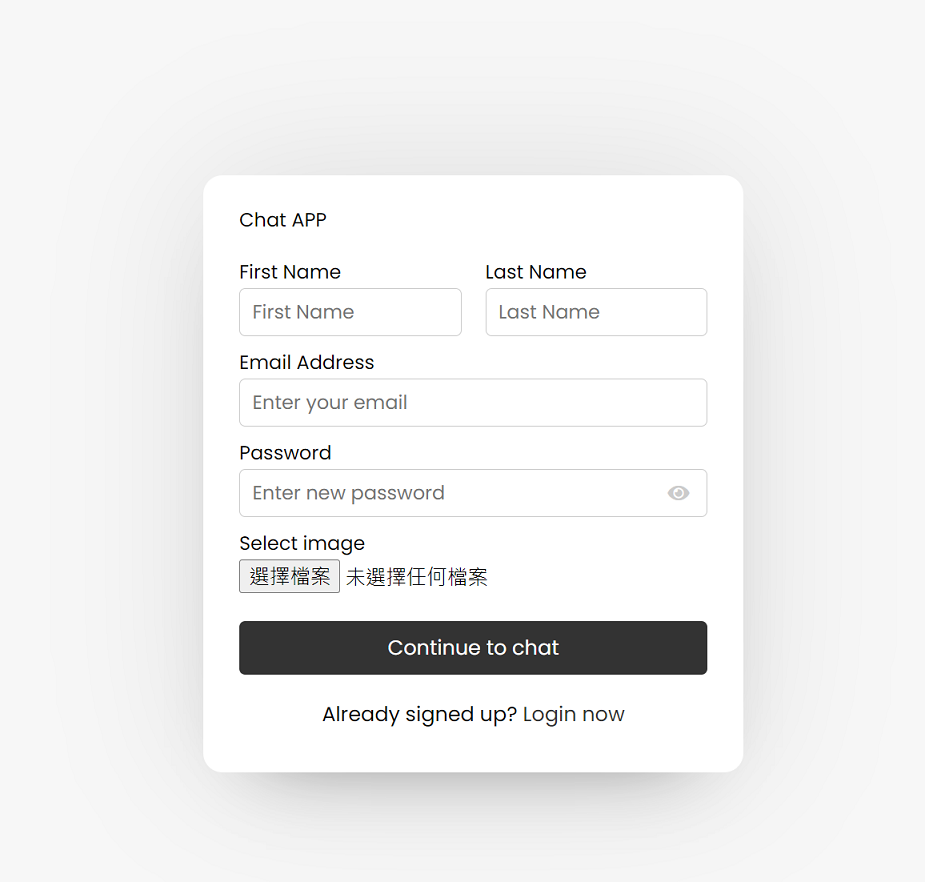 Chat APP
First Name Last Name
First Name Last Name
Email Address
Enter your email
Password
Enter new password
Select image
選擇檔案 未選擇任何檔案
Continue to chat
Already signed up? Login now